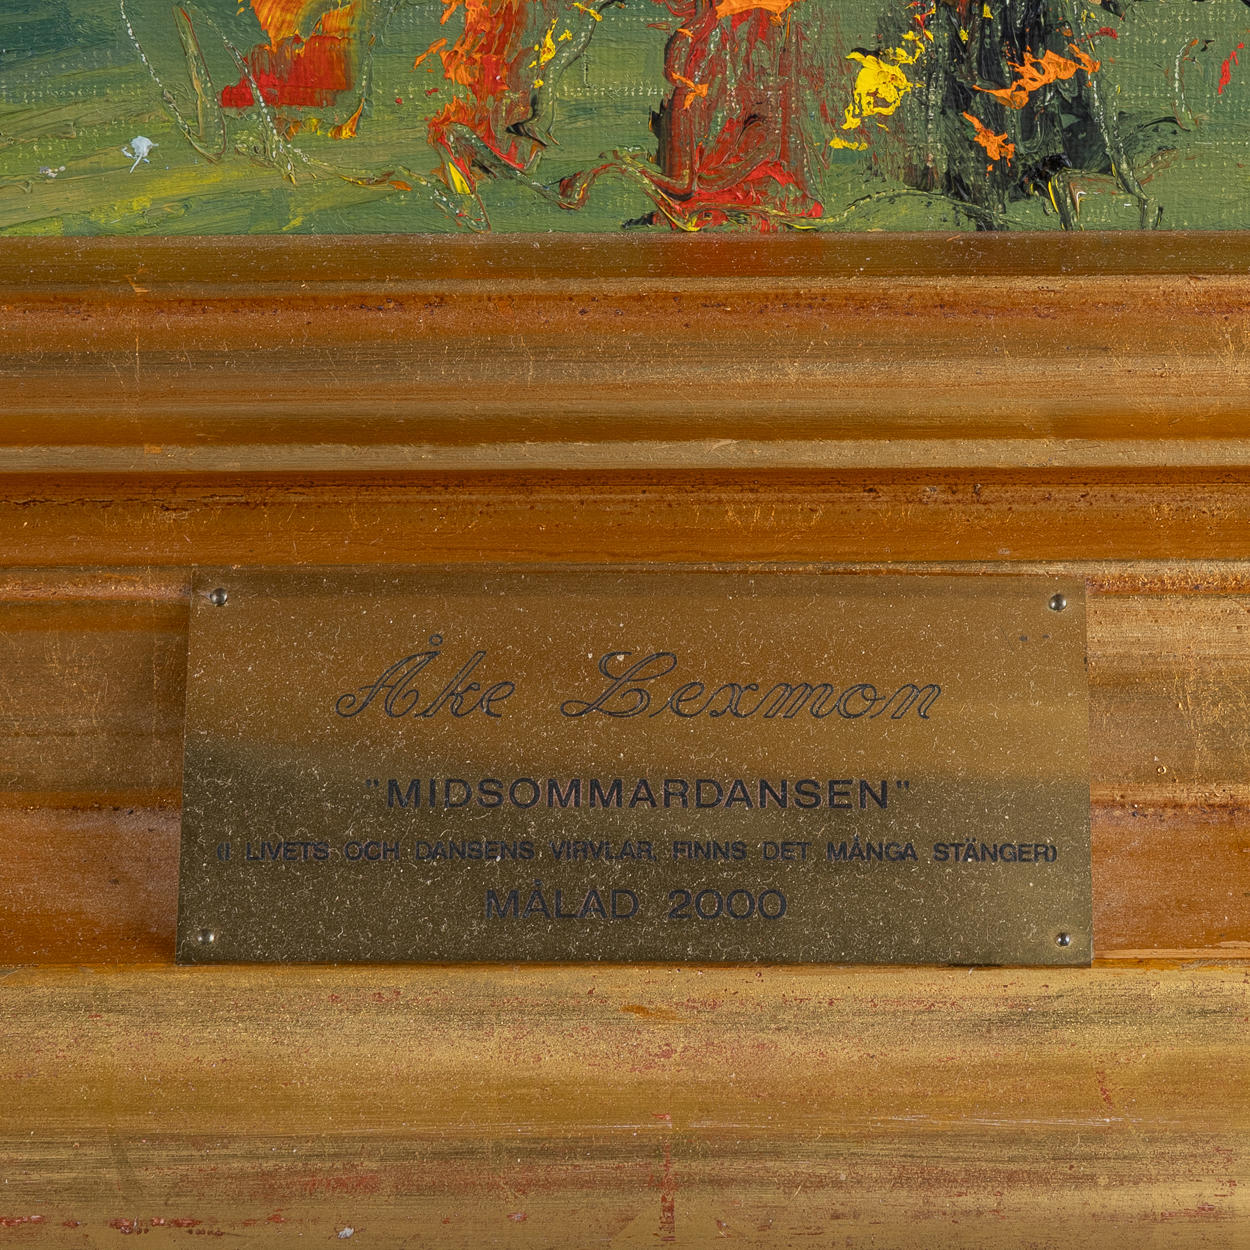 Åke Lexmon
"MIDSOMMARDANSEN"
(I LIVETS OCH DANSENS VIRVLAR FINNS DET MÅNGA STÄNGER)
MÅLAD 2000